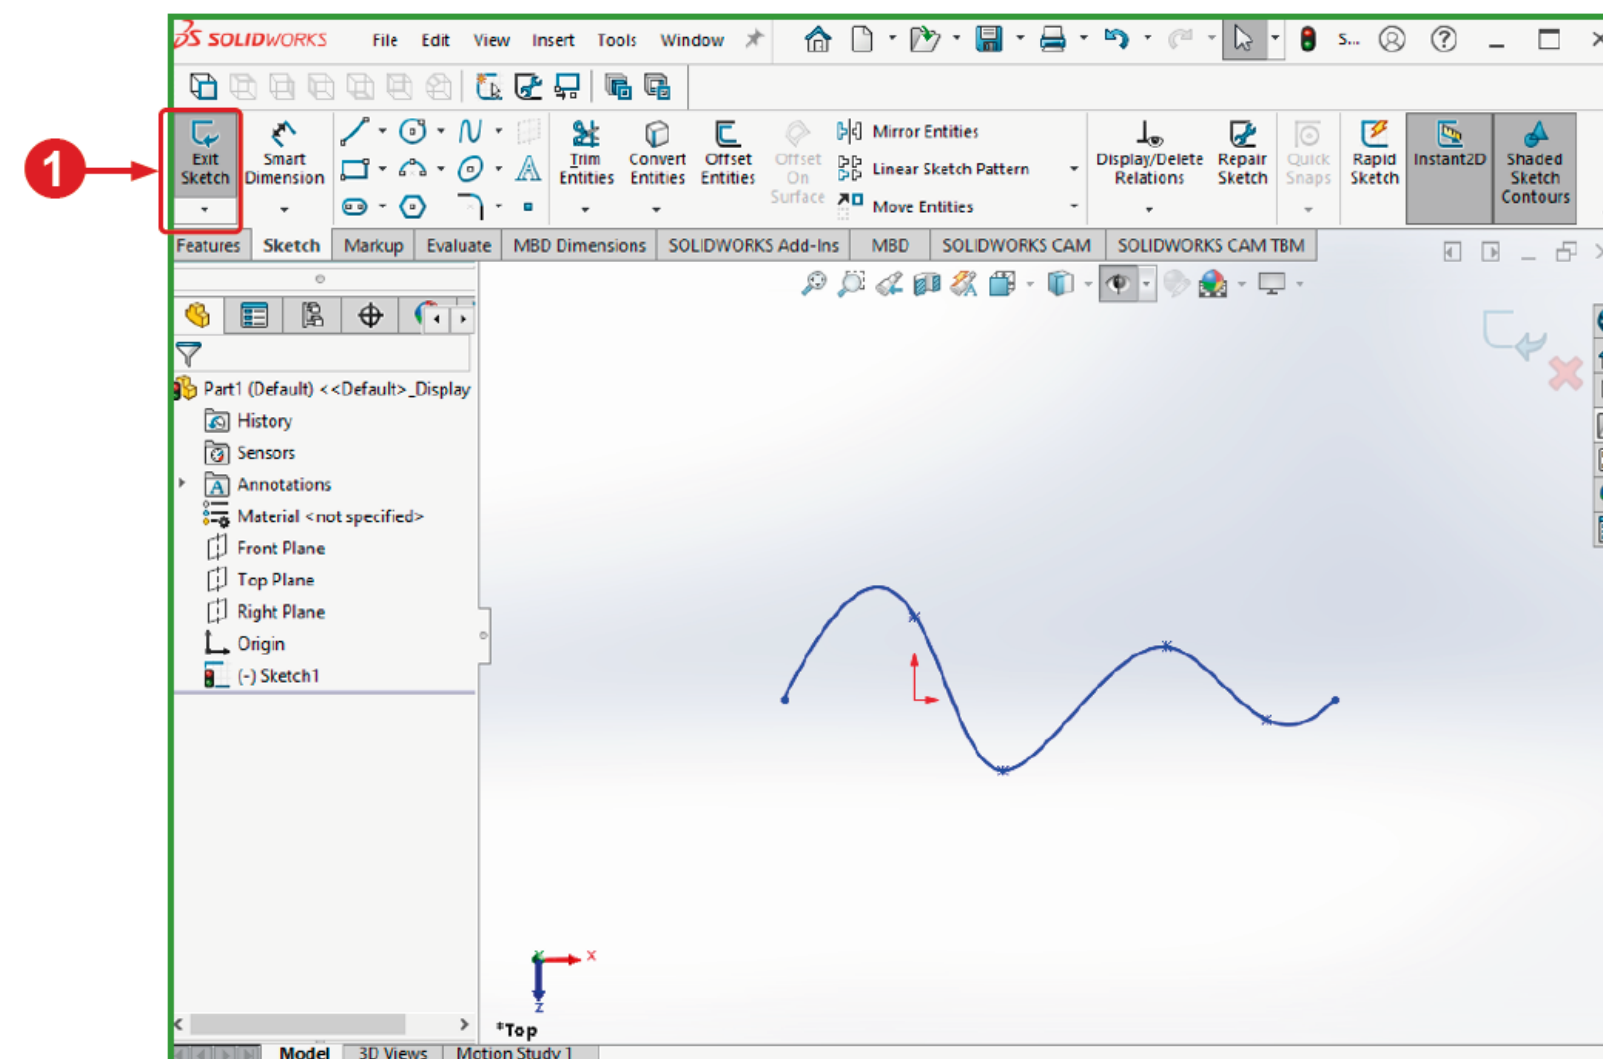 SOLIDWORKS File Edit View Insert Tools Window S... ?
1
Exit Sketch
Smart Dimension
Trim Entities
Convert Entities
Offset Entities
Offset On Surface
Mirror Entities
Linear Sketch Pattern
Move Entities
Display/Delete Relations
Repair Sketch
Quick Snaps
Rapid Sketch
Instant2D
Shaded Sketch Contours
Features Sketch Markup Evaluate MBD Dimensions SOLIDWORKS Add-Ins MBD SOLIDWORKS CAM SOLIDWORKS CAM TBM
Part1 (Default) <<Default>_Display
History
Sensors
Annotations
Material <not specified>
Front Plane
Top Plane
Right Plane
Origin
(-) Sketch1
Y
X
Z
*Top
Model 3D Views Motion Study 1